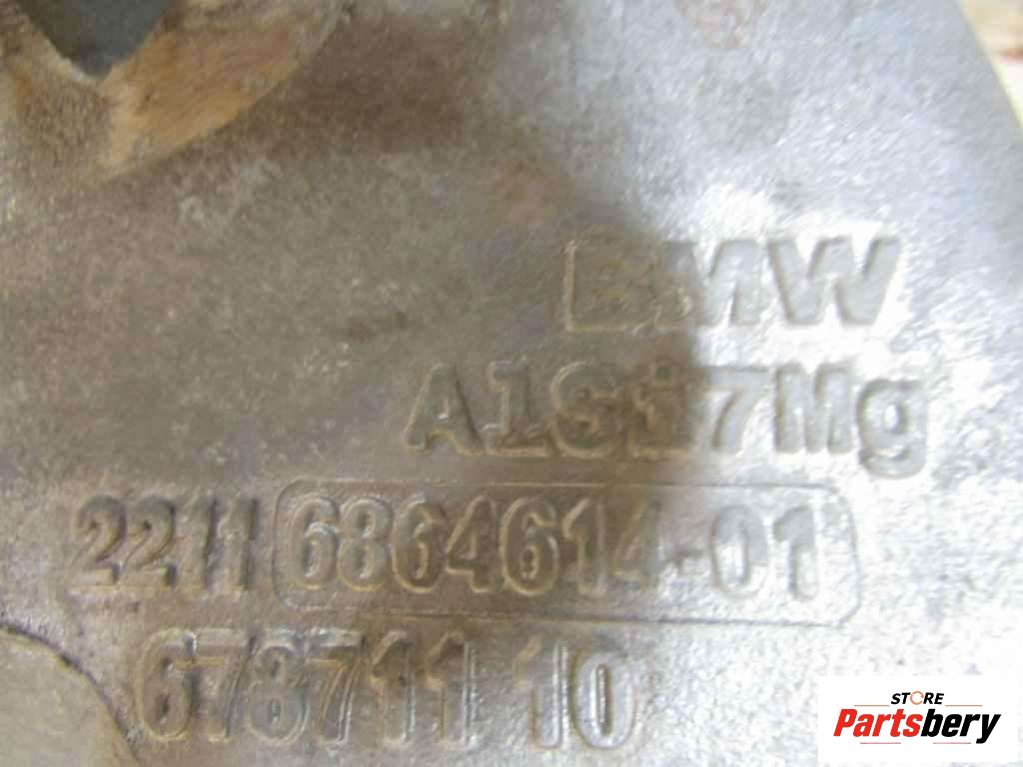 BMW
AlSi7Mg
2211 6864614-01
678711 10
STORE
Partsbery